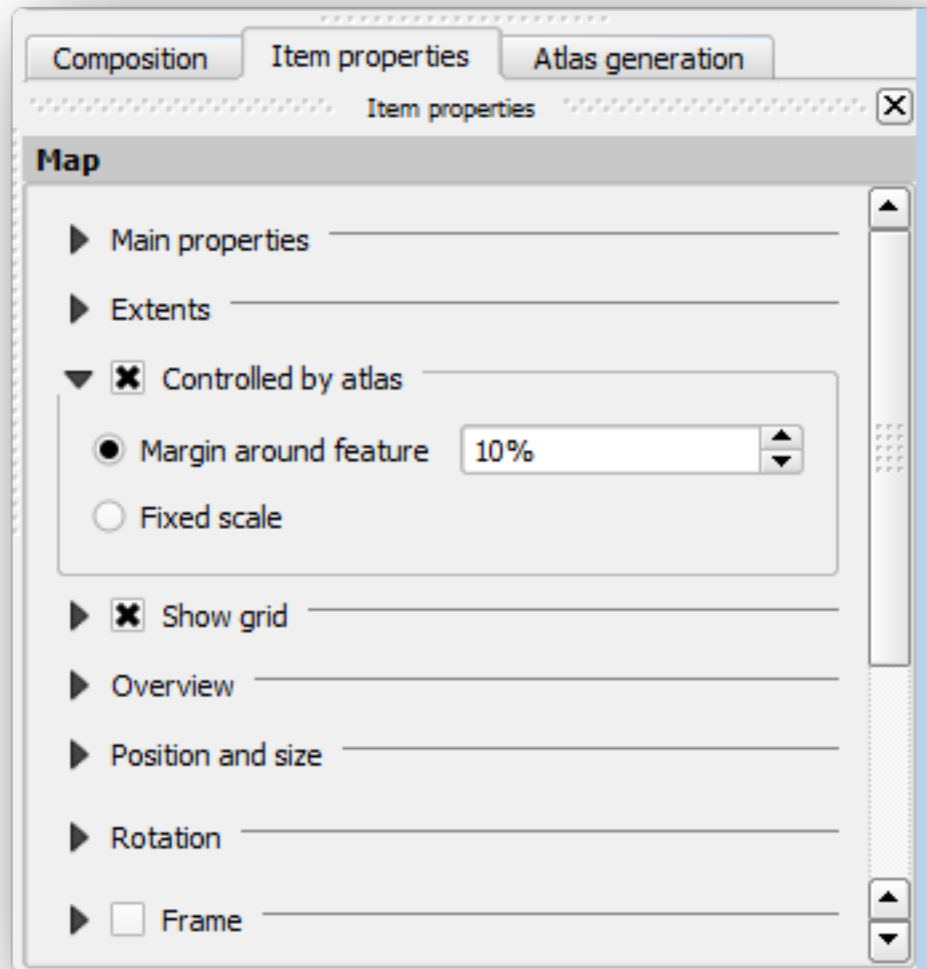 Composition Item properties Atlas generation
Item properties
Map
Main properties
Extents
Controlled by atlas
Margin around feature 10%
Fixed scale
Show grid
Overview
Position and size
Rotation
Frame